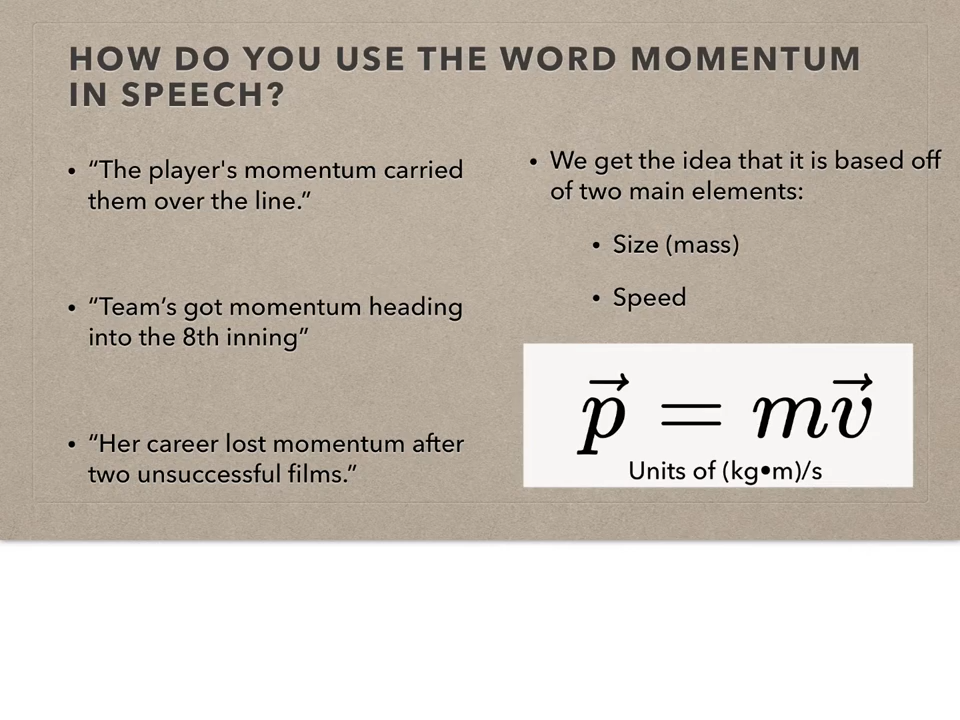 HOW DO YOU USE THE WORD MOMENTUM
IN SPEECH?
• “The player's momentum carried
them over the line.”
• “Team’s got momentum heading
into the 8th inning”
• “Her career lost momentum after
two unsuccessful films.”
• We get the idea that it is based off
of two main elements:
• Size (mass)
• Speed
p⃗ = mv⃗
Units of (kg•m)/s